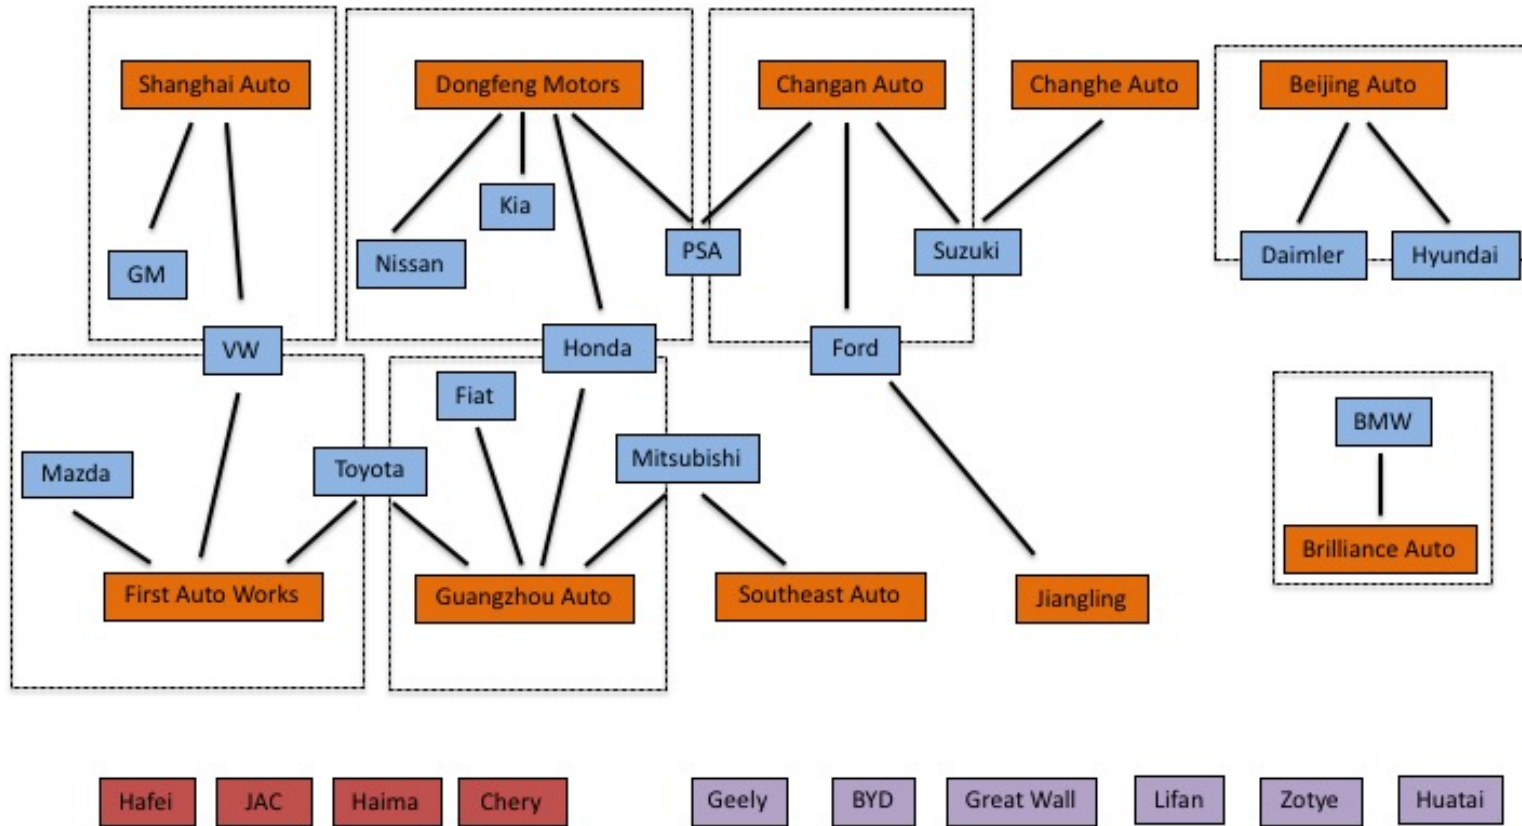 Shanghai Auto
Dongfeng Motors
Changan Auto
Changhe Auto
Beijing Auto
Kia
GM
Nissan
PSA
Suzuki
Daimler
Hyundai
VW
Honda
Ford
Fiat
BMW
Mazda
Toyota
Mitsubishi
Brilliance Auto
First Auto Works
Guangzhou Auto
Southeast Auto
Jiangling
Hafei
JAC
Haima
Chery
Geely
BYD
Great Wall
Lifan
Zotye
Huatai